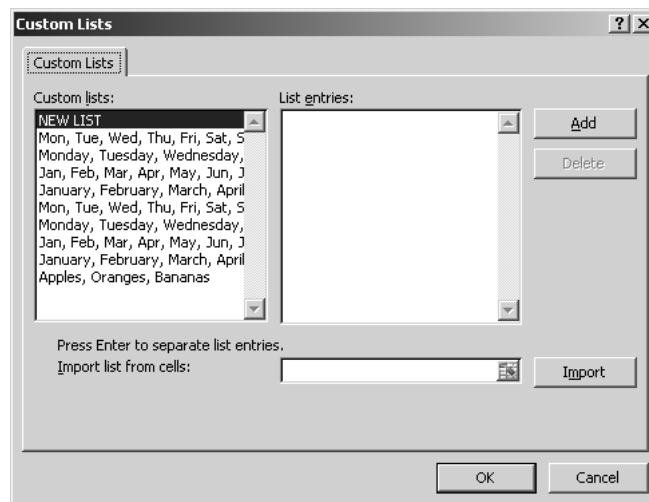 Custom Lists
Custom Lists
Custom lists:
NEW LIST
Mon, Tue, Wed, Thu, Fri, Sat, S
Monday, Tuesday, Wednesday,
Jan, Feb, Mar, Apr, May, Jun, J
January, February, March, April
Mon, Tue, Wed, Thu, Fri, Sat, S
Monday, Tuesday, Wednesday,
Jan, Feb, Mar, Apr, May, Jun, J
January, February, March, April
Apples, Oranges, Bananas
List entries:
Add
Delete
Press Enter to separate list entries.
Import list from cells:
Import
OK
Cancel